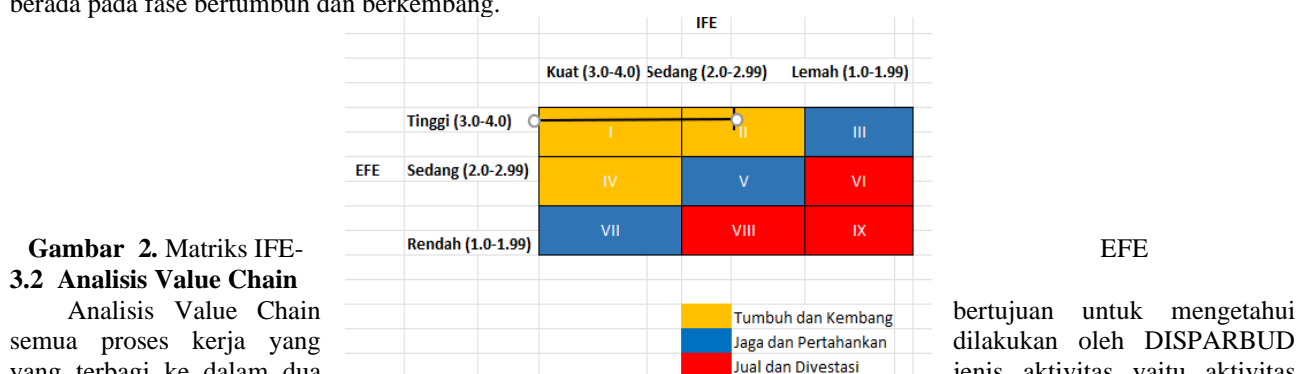 berada pada fase bertumbuh dan berkembang.
IFE
Kuat (3.0-4.0) Sedang (2.0-2.99) Lemah (1.0-1.99)
Tinggi (3.0-4.0) I II III
EFE Sedang (2.0-2.99) IV V VI
Rendah (1.0-1.99) VII VIII IX
Tumbuh dan Kembang
Jaga dan Pertahankan
Jual dan Divestasi
Gambar 2. Matriks IFE- EFE
3.2 Analisis Value Chain
Analisis Value Chain bertujuan untuk mengetahui
semua proses kerja yang dilakukan oleh DISPARBUD
yang terbagi ke dalam dua jenis aktivitas yaitu aktivitas